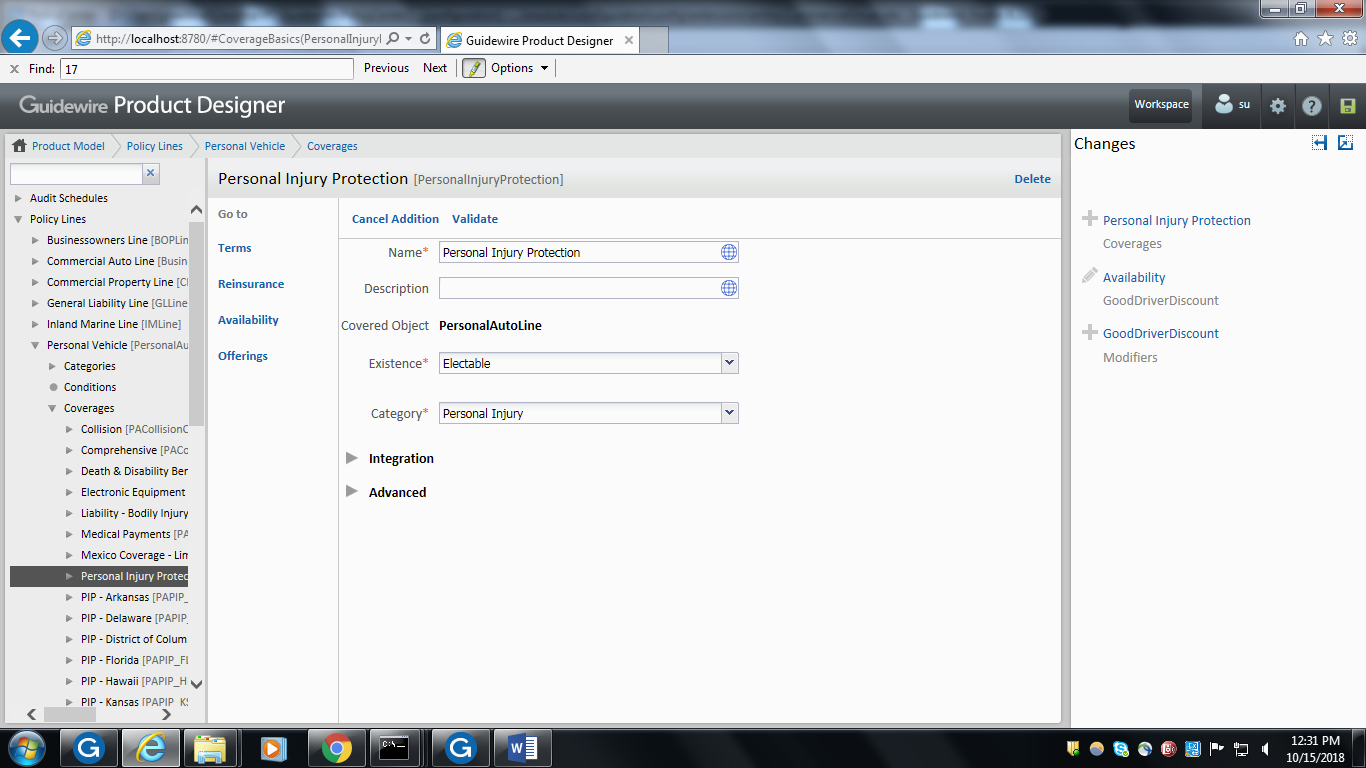 http://localhost:8780/#CoverageBasics(PersonalInjuryI
Guidewire Product Designer
x Find: 17 Previous Next Options
Guidewire Product Designer
Workspace su
Product Model Policy Lines Personal Vehicle Coverages
Audit Schedules
Policy Lines
Businessowners Line [BOPLin
Commercial Auto Line [Busin
Commercial Property Line [C
General Liability Line [GLLine
Inland Marine Line [IMLine]
Personal Vehicle [PersonalAu
Categories
Conditions
Coverages
Collision [PACollisionC
Comprehensive [PACo
Death & Disability Ber
Electronic Equipment
Liability - Bodily Injury
Medical Payments [PA
Mexico Coverage - Lim
Personal Injury Protec
PIP - Arkansas [PAPIP_
PIP - Delaware [PAPIP_
PIP - District of Colum
PIP - Florida [PAPIP_FL
PIP - Hawaii [PAPIP_H
PIP - Kansas [PAPIP_KS
Personal Injury Protection [PersonalInjuryProtection]
Delete
Go to
Terms
Reinsurance
Availability
Offerings
Cancel Addition Validate
Name* Personal Injury Protection
Description
Covered Object PersonalAutoLine
Existence* Electable
Category* Personal Injury
Integration
Advanced
Changes
Personal Injury Protection
Coverages
Availability
GoodDriverDiscount
GoodDriverDiscount
Modifiers
12:31 PM
10/15/2018